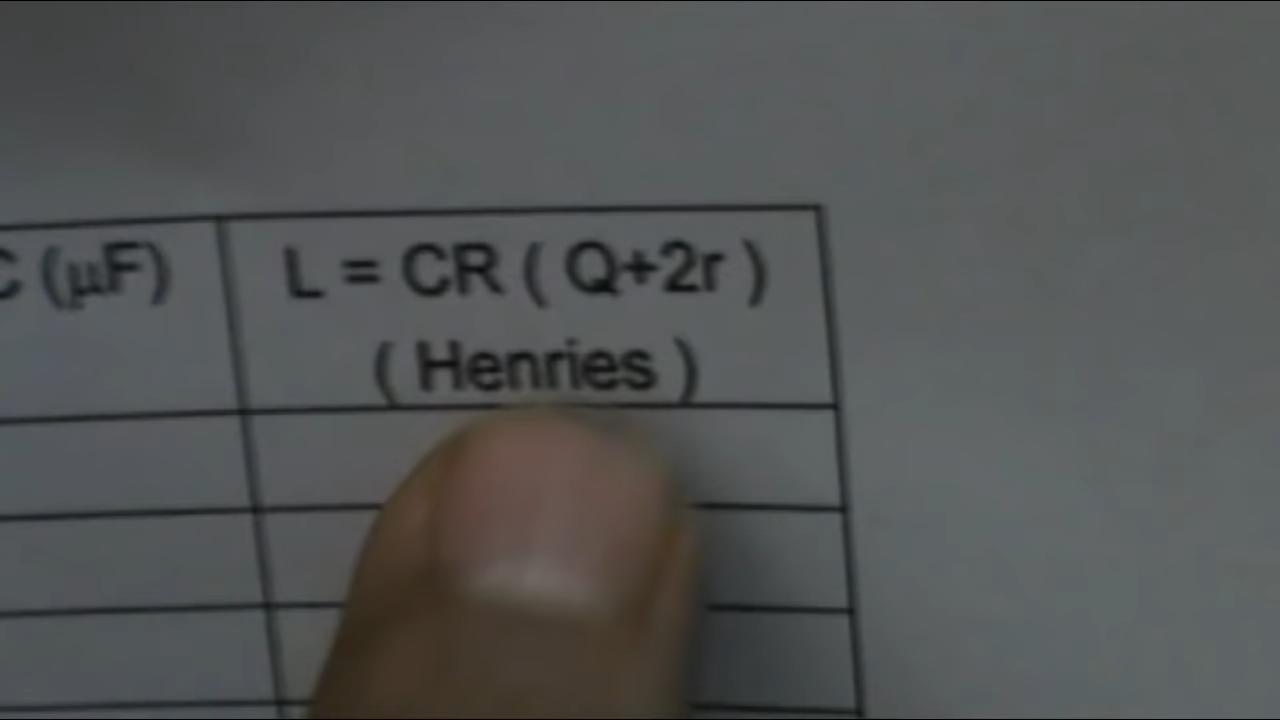 C (μF)
L = CR ( Q+2r )
( Henries )